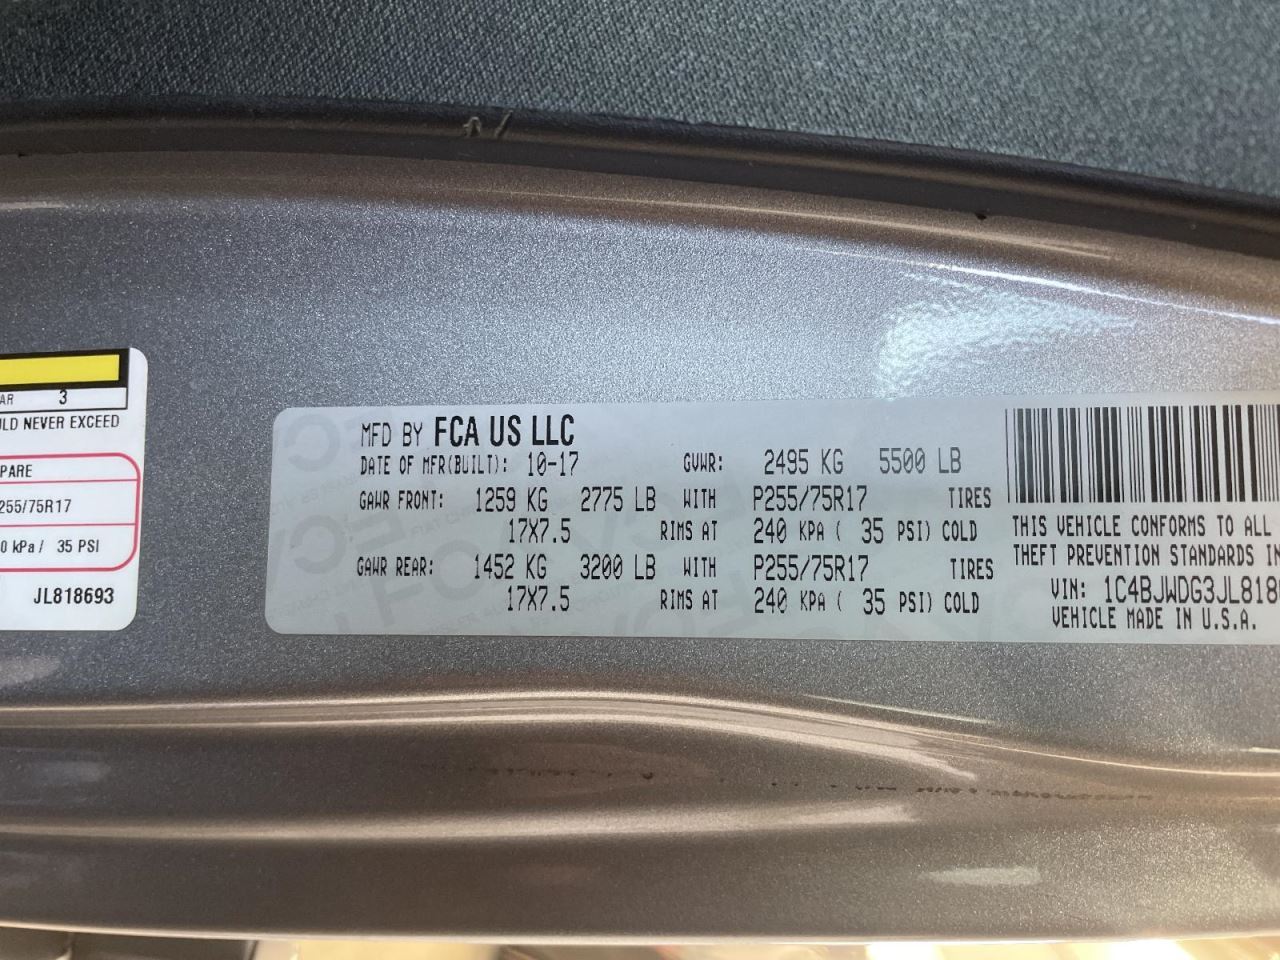 AR 3
ULD NEVER EXCEED
PARE
255/75R17
0 kPa / 35 PSI
JL818693
MFD BY FCA US LLC
DATE OF MFR(BUILT): 10-17 GVWR: 2495 KG 5500 LB
GAWR FRONT: 1259 KG 2775 LB WITH P255/75R17 TIRES
17X7.5 RIMS AT 240 KPA ( 35 PSI) COLD
GAWR REAR: 1452 KG 3200 LB WITH P255/75R17 TIRES
17X7.5 RIMS AT 240 KPA ( 35 PSI) COLD
THIS VEHICLE CONFORMS TO ALL
THEFT PREVENTION STANDARDS IN
VIN: 1C4BJWDG3JL818
VEHICLE MADE IN U.S.A.